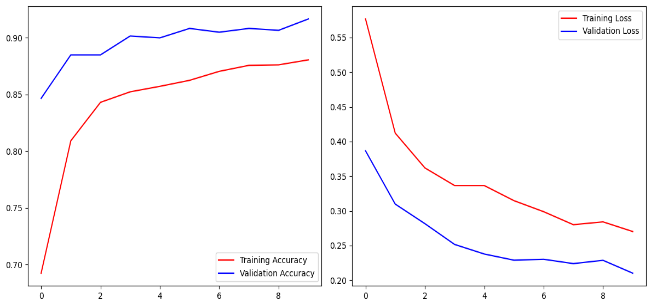 0.90
0.85
0.80
0.75
0.70
0 2 4 6 8
Training Accuracy
Validation Accuracy
0.55
0.50
0.45
0.40
0.35
0.30
0.25
0.20
0 2 4 6 8
Training Loss
Validation Loss